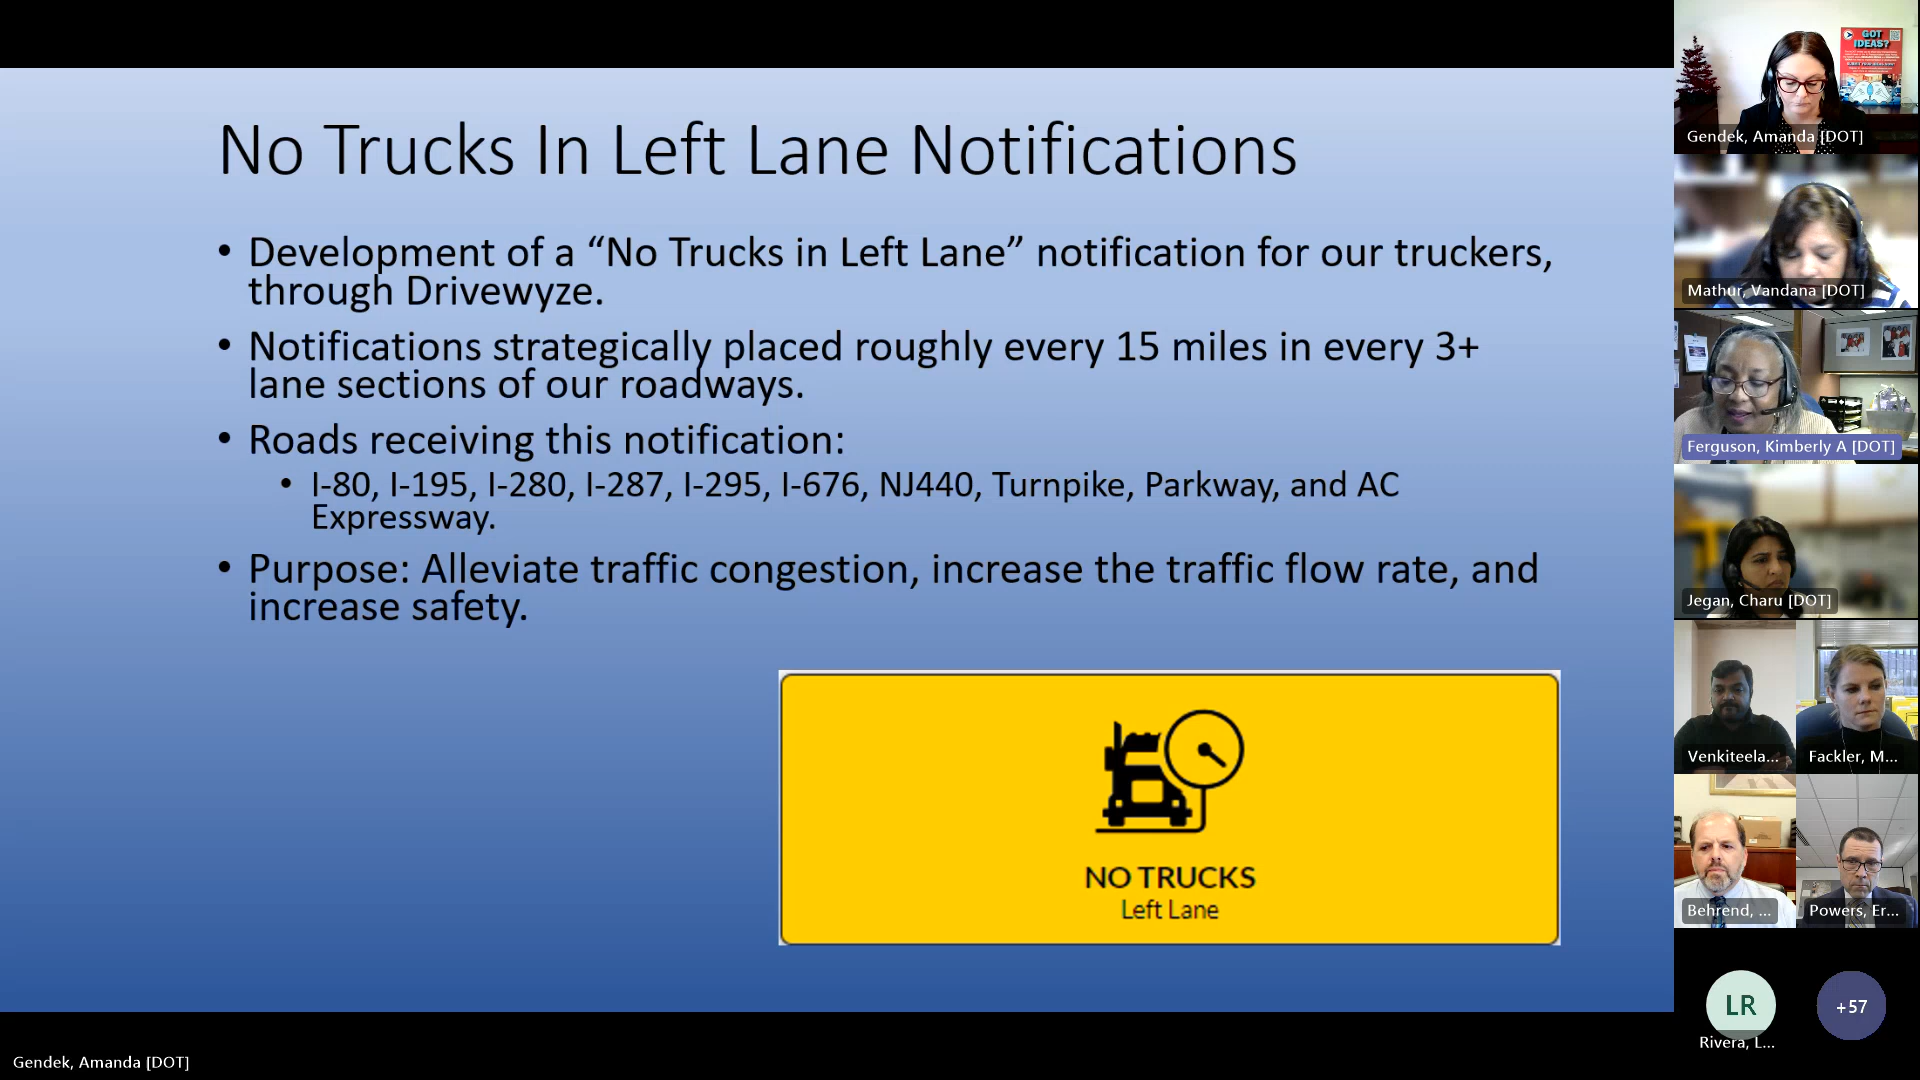 No Trucks In Left Lane Notifications
• Development of a “No Trucks in Left Lane” notification for our truckers,
through Drivewyze.
• Notifications strategically placed roughly every 15 miles in every 3+
lane sections of our roadways.
• Roads receiving this notification:
• I-80, I-195, I-280, I-287, I-295, I-676, NJ440, Turnpike, Parkway, and AC
Expressway.
• Purpose: Alleviate traffic congestion, increase the traffic flow rate, and
increase safety.
NO TRUCKS
Left Lane
Gendek, Amanda [DOT]
GOT
IDEAS?
Gendek, Amanda [DOT]
Mathur, Vandana [DOT]
Ferguson, Kimberly A [DOT]
Jegan, Charu [DOT]
Venkiteela...
Fackler, M...
Behrend, ...
Powers, Er...
LR
+57
Rivera, L...